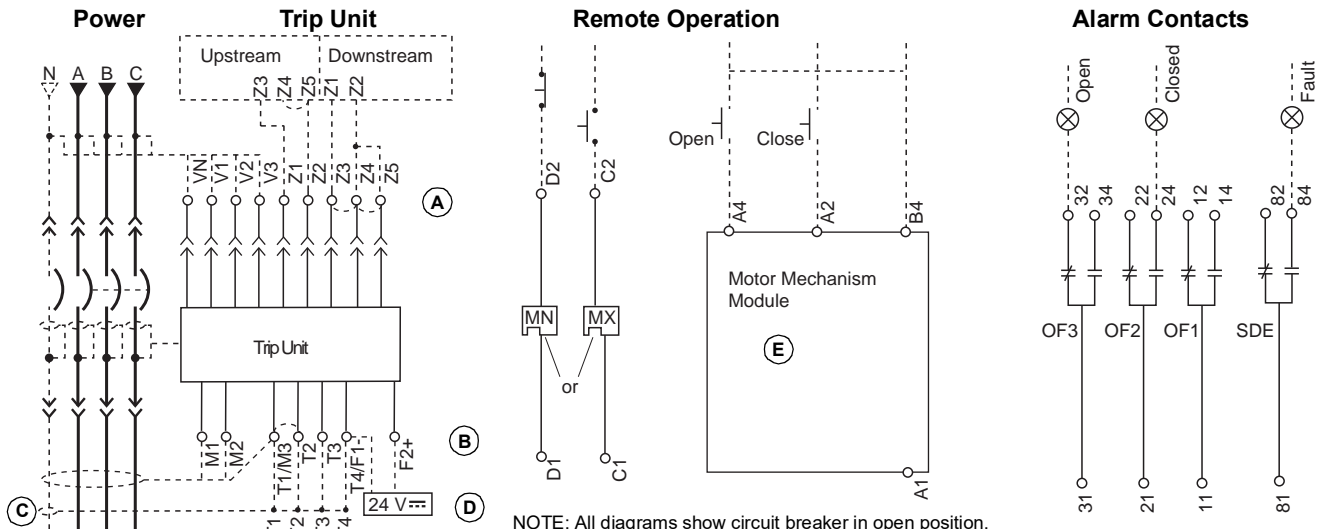 Power
Trip Unit
Remote Operation
Alarm Contacts
Upstream
Downstream
N A B C
Z3 Z4 Z5 Z1 Z2
Open
Closed
Fault
Open
Close
VN V1 V2 V3 Z1 Z2 Z3 Z4 Z5
A
D2
C2
A4
A2
B4
32 34 22 24 12 14 82 84
Motor Mechanism
Module
MN
MX
E
or
Trip Unit
OF3 OF2 OF1 SDE
M1 M2 T1/M3 T2 T3 T4/F1- F2+
B
D1
C1
A1
C
24 V
D
31 21 11 81
NOTE: All diagrams show circuit breaker in open position.